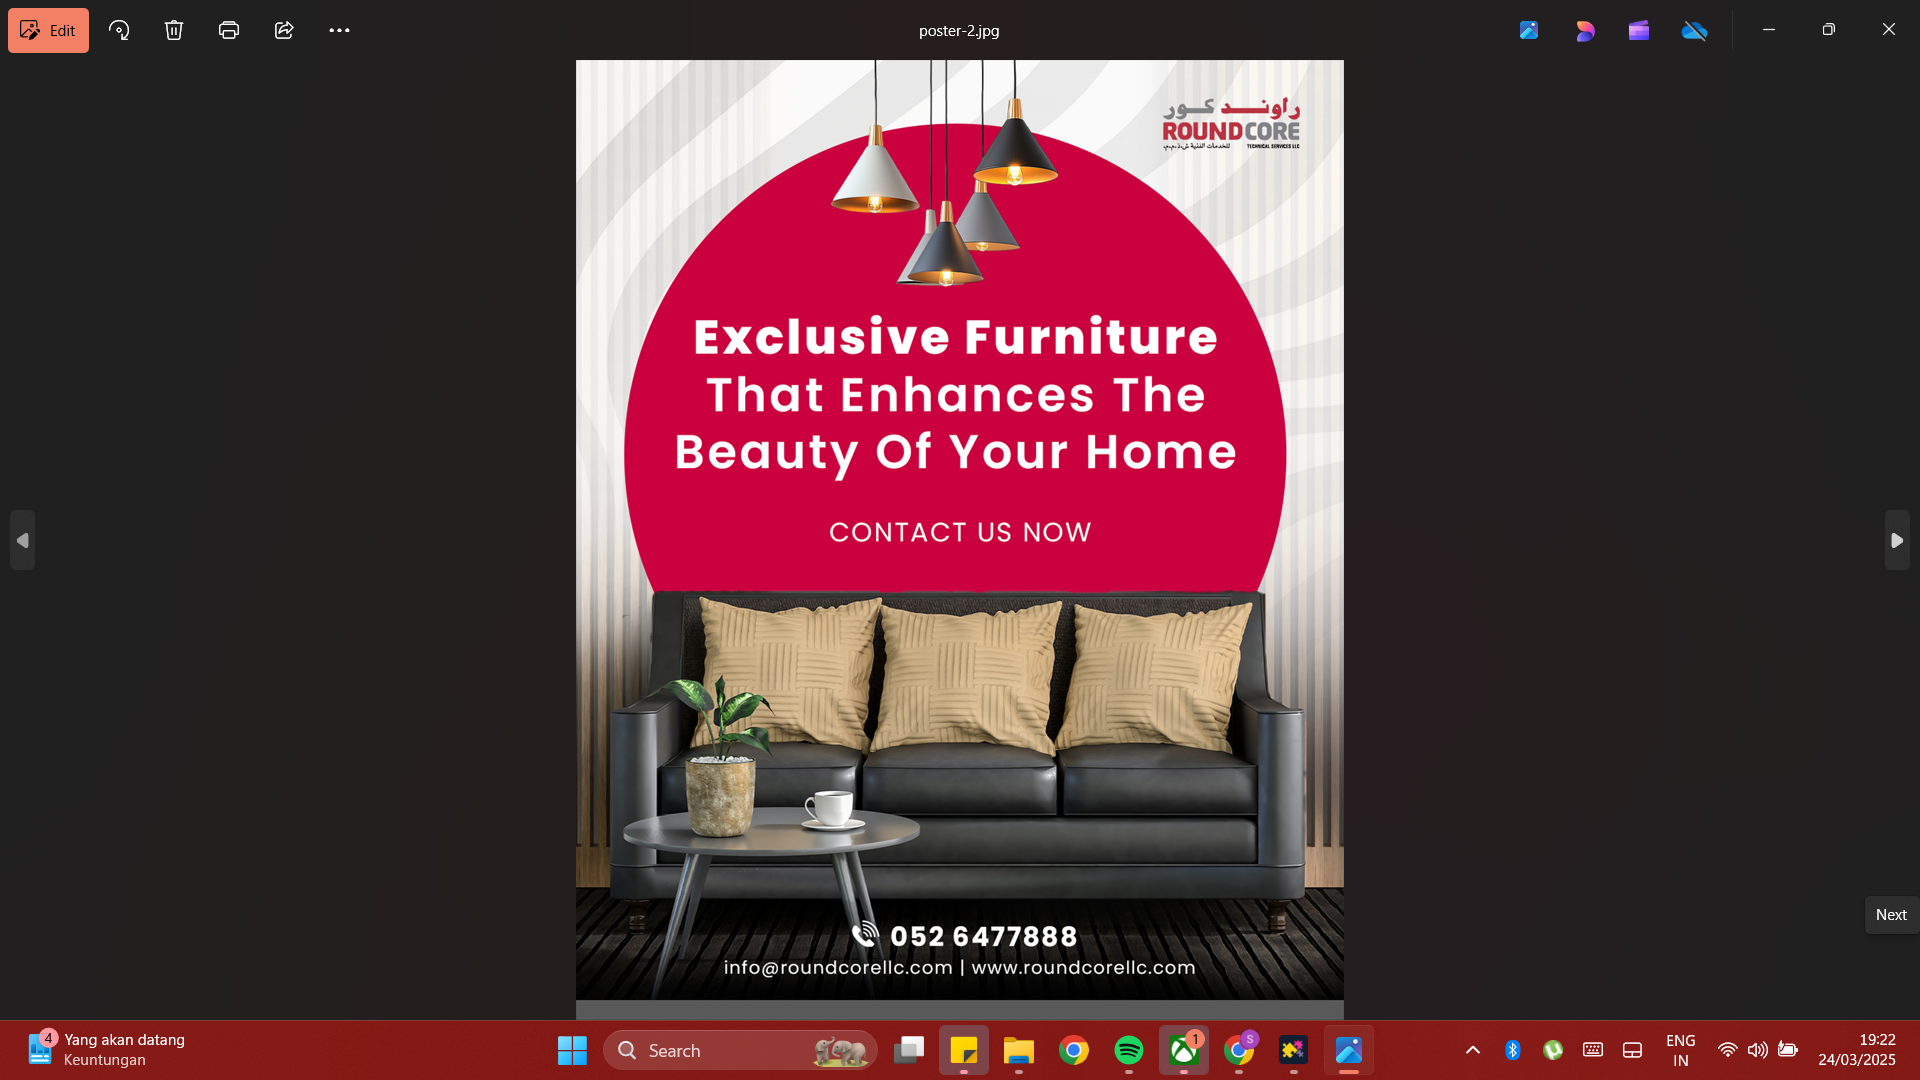 Edit
poster-2.jpg
راوند كور
ROUNDCORE
للخدمات الفنية ش.ذ.م.م. TECHNICAL SERVICES LLC
Exclusive Furniture
That Enhances The
Beauty Of Your Home
CONTACT US NOW
052 6477888
info@roundcorellc.com | www.roundcorellc.com
Next
4
Yang akan datang
Keuntungan
Search
1
S
ENG
IN
19:22
24/03/2025